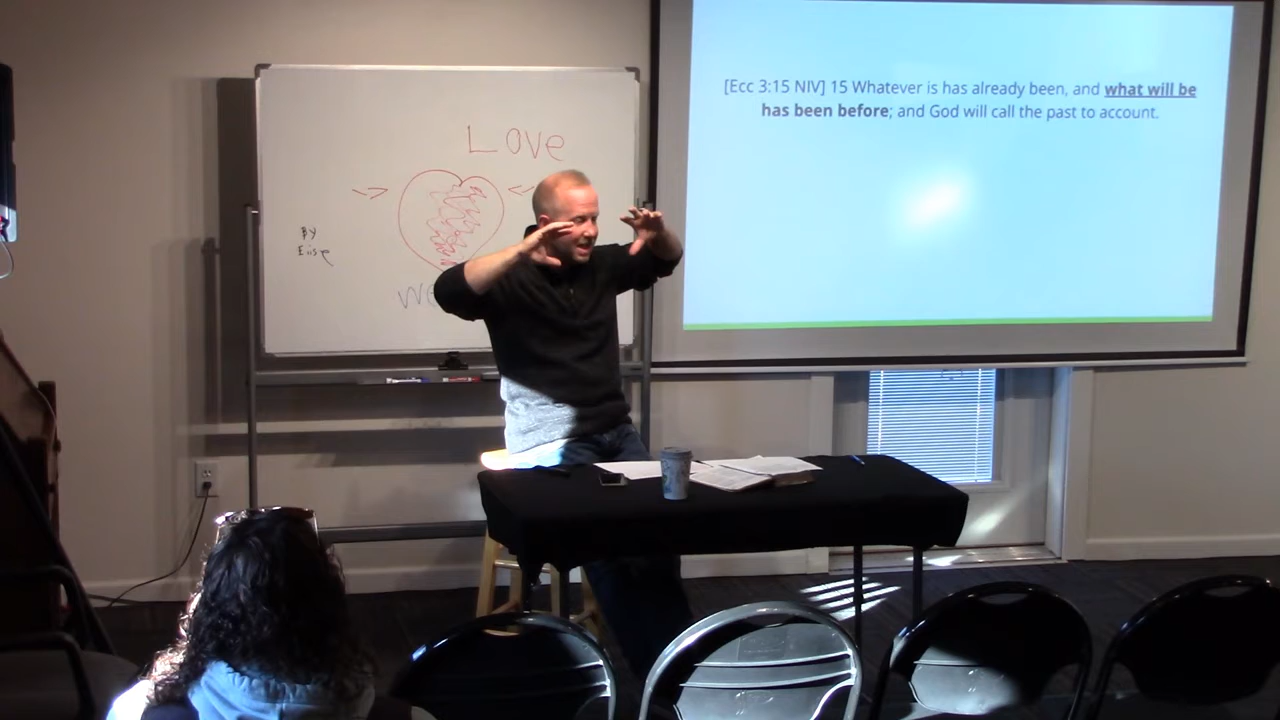 Love
By
we
[Ecc 3:15 NIV] 15 Whatever is has already been, and what will be
has been before; and God will call the past to account.